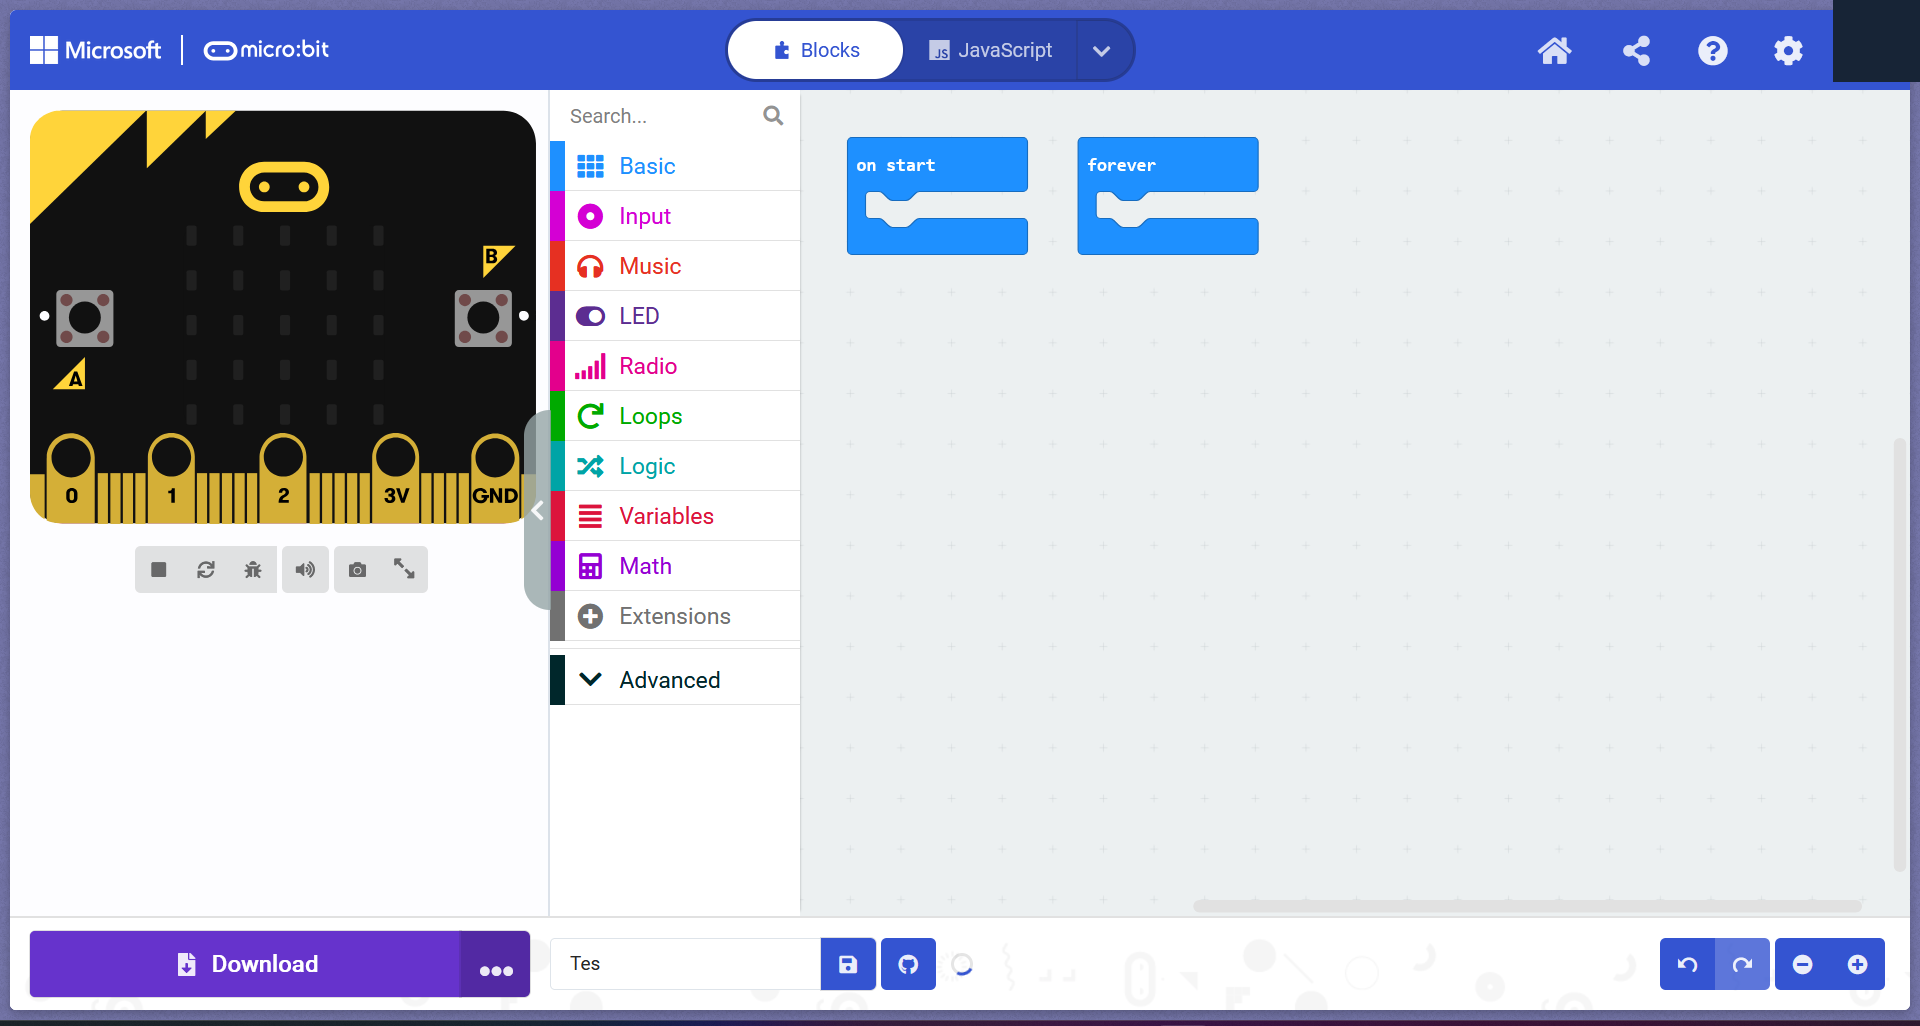 Microsoft
micro:bit
Blocks
JS JavaScript
Search...
Basic
Input
Music
LED
Radio
Loops
Logic
Variables
Math
Extensions
Advanced
on start
forever
B
A
0 1 2 3V GND
Download
Tes